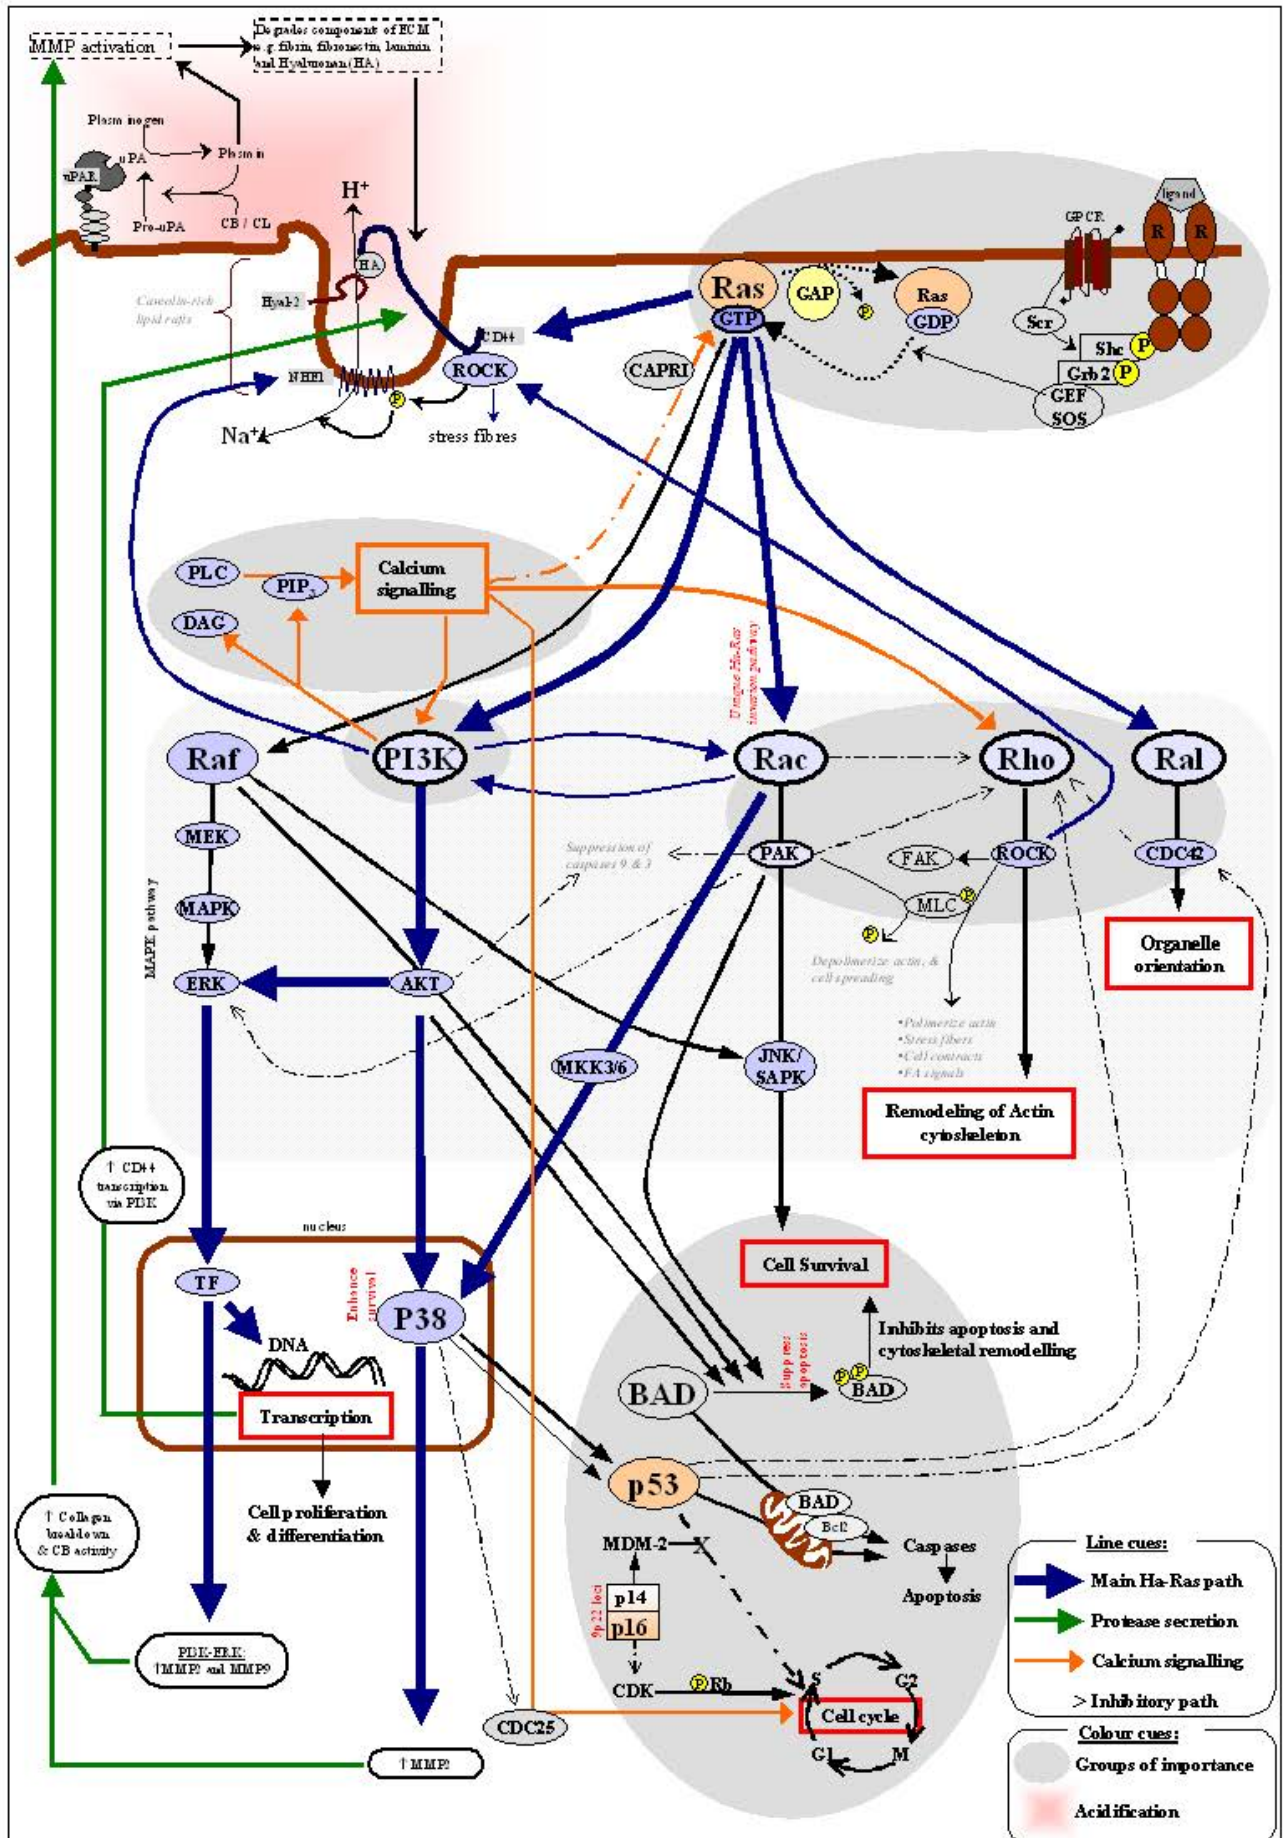 MMP activation
Degrades components of ECM
e.g. fibrin, fibronectin, laminin
and Hyaluronan (HA)
Plasminogen
uPA
Plasmin
uPAR
Pro-uPA
CB / CL
H+
HA
Hyal-2
Caveolin-rich
lipid rafts
NHE1
CD44
ROCK
P
Na+
stress fibres
Ras
GTP
GAP
P
Ras
GDP
GPCR
ligand
R
R
Scr
Shc
P
Grb2
P
GEF
SOS
CAPRI
PLC
PIP3
Calcium
signalling
DAG
Unique Ha-Ras
invasion pathway
Raf
PI3K
Rac
Rho
Ral
MEK
Suppression of
caspases 9 & 3
PAK
FAK
ROCK
CDC42
MAPK
MLC
P
P
MAPK pathway
Depolimerize actin, &
cell spreading
Organelle
orientation
ERK
AKT
•Polimerize actin
•Stress fibers
•Cell contracts
•FA signals
MKK3/6
JNK/
SAPK
Remodeling of Actin
cytoskeleton
↑ CD44
transcription
via PI3K
nucleus
TF
Enhance
survival
P38
DNA
Transcription
Cell proliferation
& differentiation
Cell Survival
Inhibits apoptosis and
cytoskeletal remodelling
Suppress
apoptosis
BAD
P
P
BAD
p53
BAD
Bcl2
Caspases
Apoptosis
MDM-2
X
p14
p16
9p22 loci
CDK
P
Rb
S
G2
Cell cycle
G1
M
CDC25
↑ Collagen
breakdown
& CB activity
PI3K-ERK:
↑MMP2 and MMP9
↑ MMP2
Line cues:
Main Ha-Ras path
Protease secretion
Calcium signalling
> Inhibitory path
Colour cues:
Groups of importance
Acidification